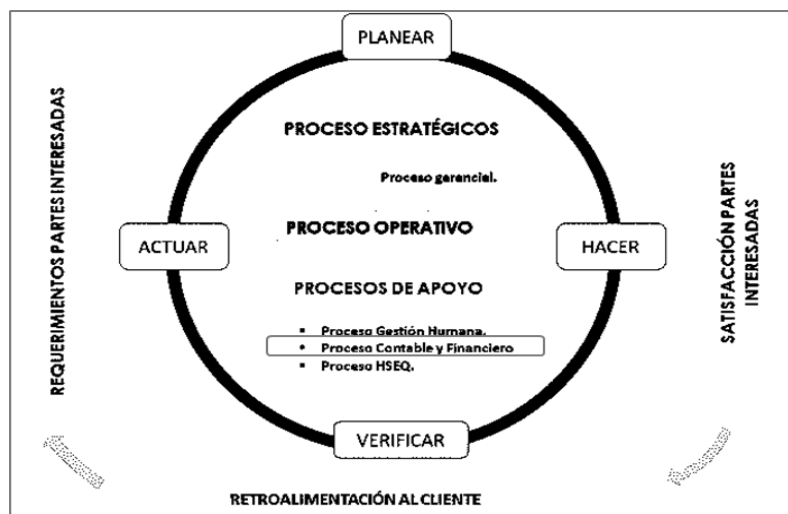 PLANEAR
PROCESO ESTRATÉGICOS
Proceso gerencial.
PROCESO OPERATIVO
ACTUAR
HACER
PROCESOS DE APOYO
▪ Proceso Gestión Humana.
• Proceso Contable y Financiero
▪ Proceso HSEQ.
VERIFICAR
REQUERIMIENTOS PARTES INTERESADAS
SATISFACCIÓN PARTES
INTERESADAS
RETROALIMENTACIÓN AL CLIENTE